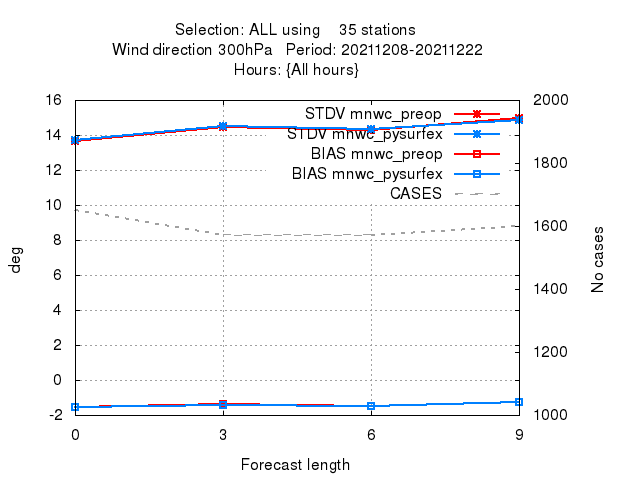 Selection: ALL using    35 stations
Wind direction 300hPa   Period: 20211208-20211222
Hours: {All hours}
16 2000
STDV mnwc_preop
14 STDV mnwc_pysurfex
BIAS mnwc_preop 1800
12 BIAS mnwc_pysurfex
CASES
10
1600
8
deg No cases
6
1400
4
2 1200
0
-2 1000
0 3 6 9
Forecast length